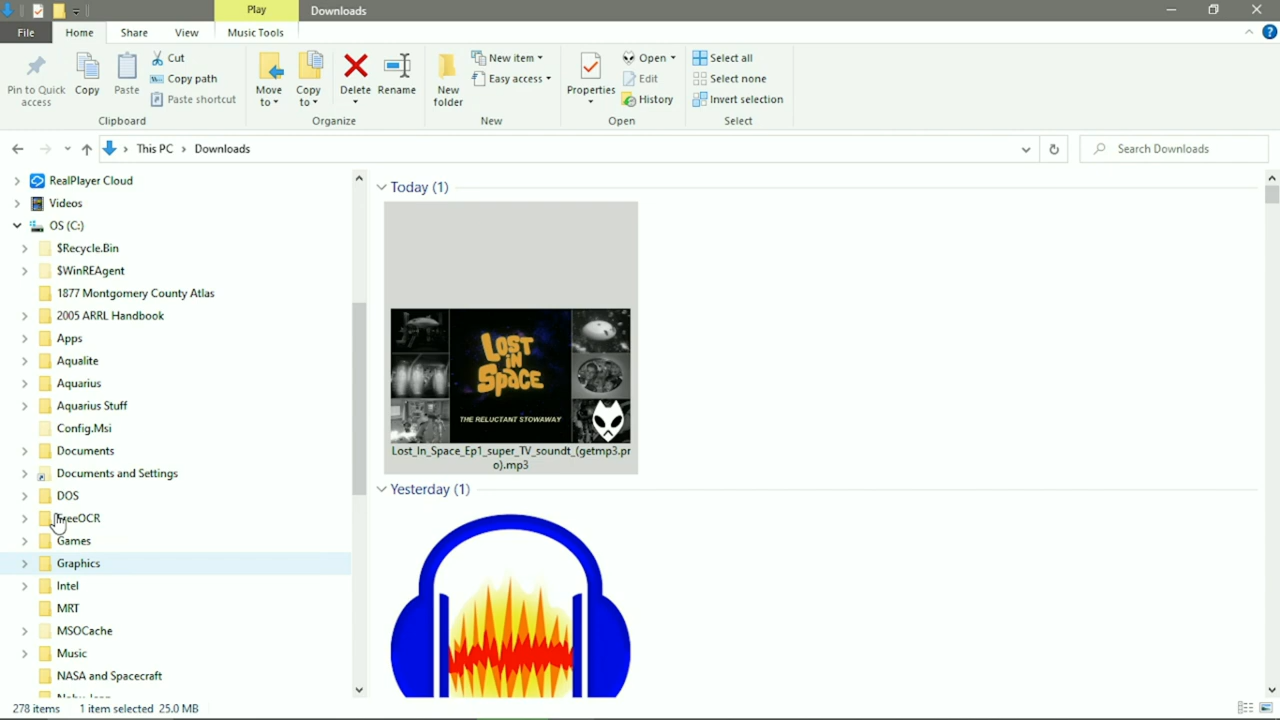 Play
Downloads
File
Home
Share
View
Music Tools
Pin to Quick access
Copy
Paste
Cut
Copy path
Paste shortcut
Clipboard
Move to
Copy to
Delete
Rename
Organize
New folder
New item
Easy access
New
Properties
Open
Edit
History
Open
Select all
Select none
Invert selection
Select
This PC > Downloads
Search Downloads
RealPlayer Cloud
Videos
OS (C:)
$Recycle.Bin
$WinREAgent
1877 Montgomery County Atlas
2005 ARRL Handbook
Apps
Aqualite
Aquarius
Aquarius Stuff
Config.Msi
Documents
Documents and Settings
DOS
FreeOCR
Games
Graphics
Intel
MRT
MSOCache
Music
NASA and Spacecraft
Today (1)
LOST
IN
SPACE
THE RELUCTANT STOWAWAY
Lost_In_Space_Ep1_super_TV_soundt_(getmp3.pr
o).mp3
Yesterday (1)
278 items
1 item selected 25.0 MB